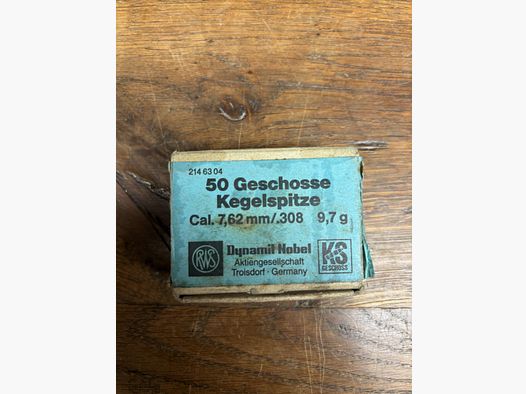 214 63 04
50 Geschosse
Kegelspitze
Cal. 7,62 mm/.308 9,7 g
RWS
Dynamit Nobel
Aktiengesellschaft
Troisdorf · Germany
KS
GESCHOSS